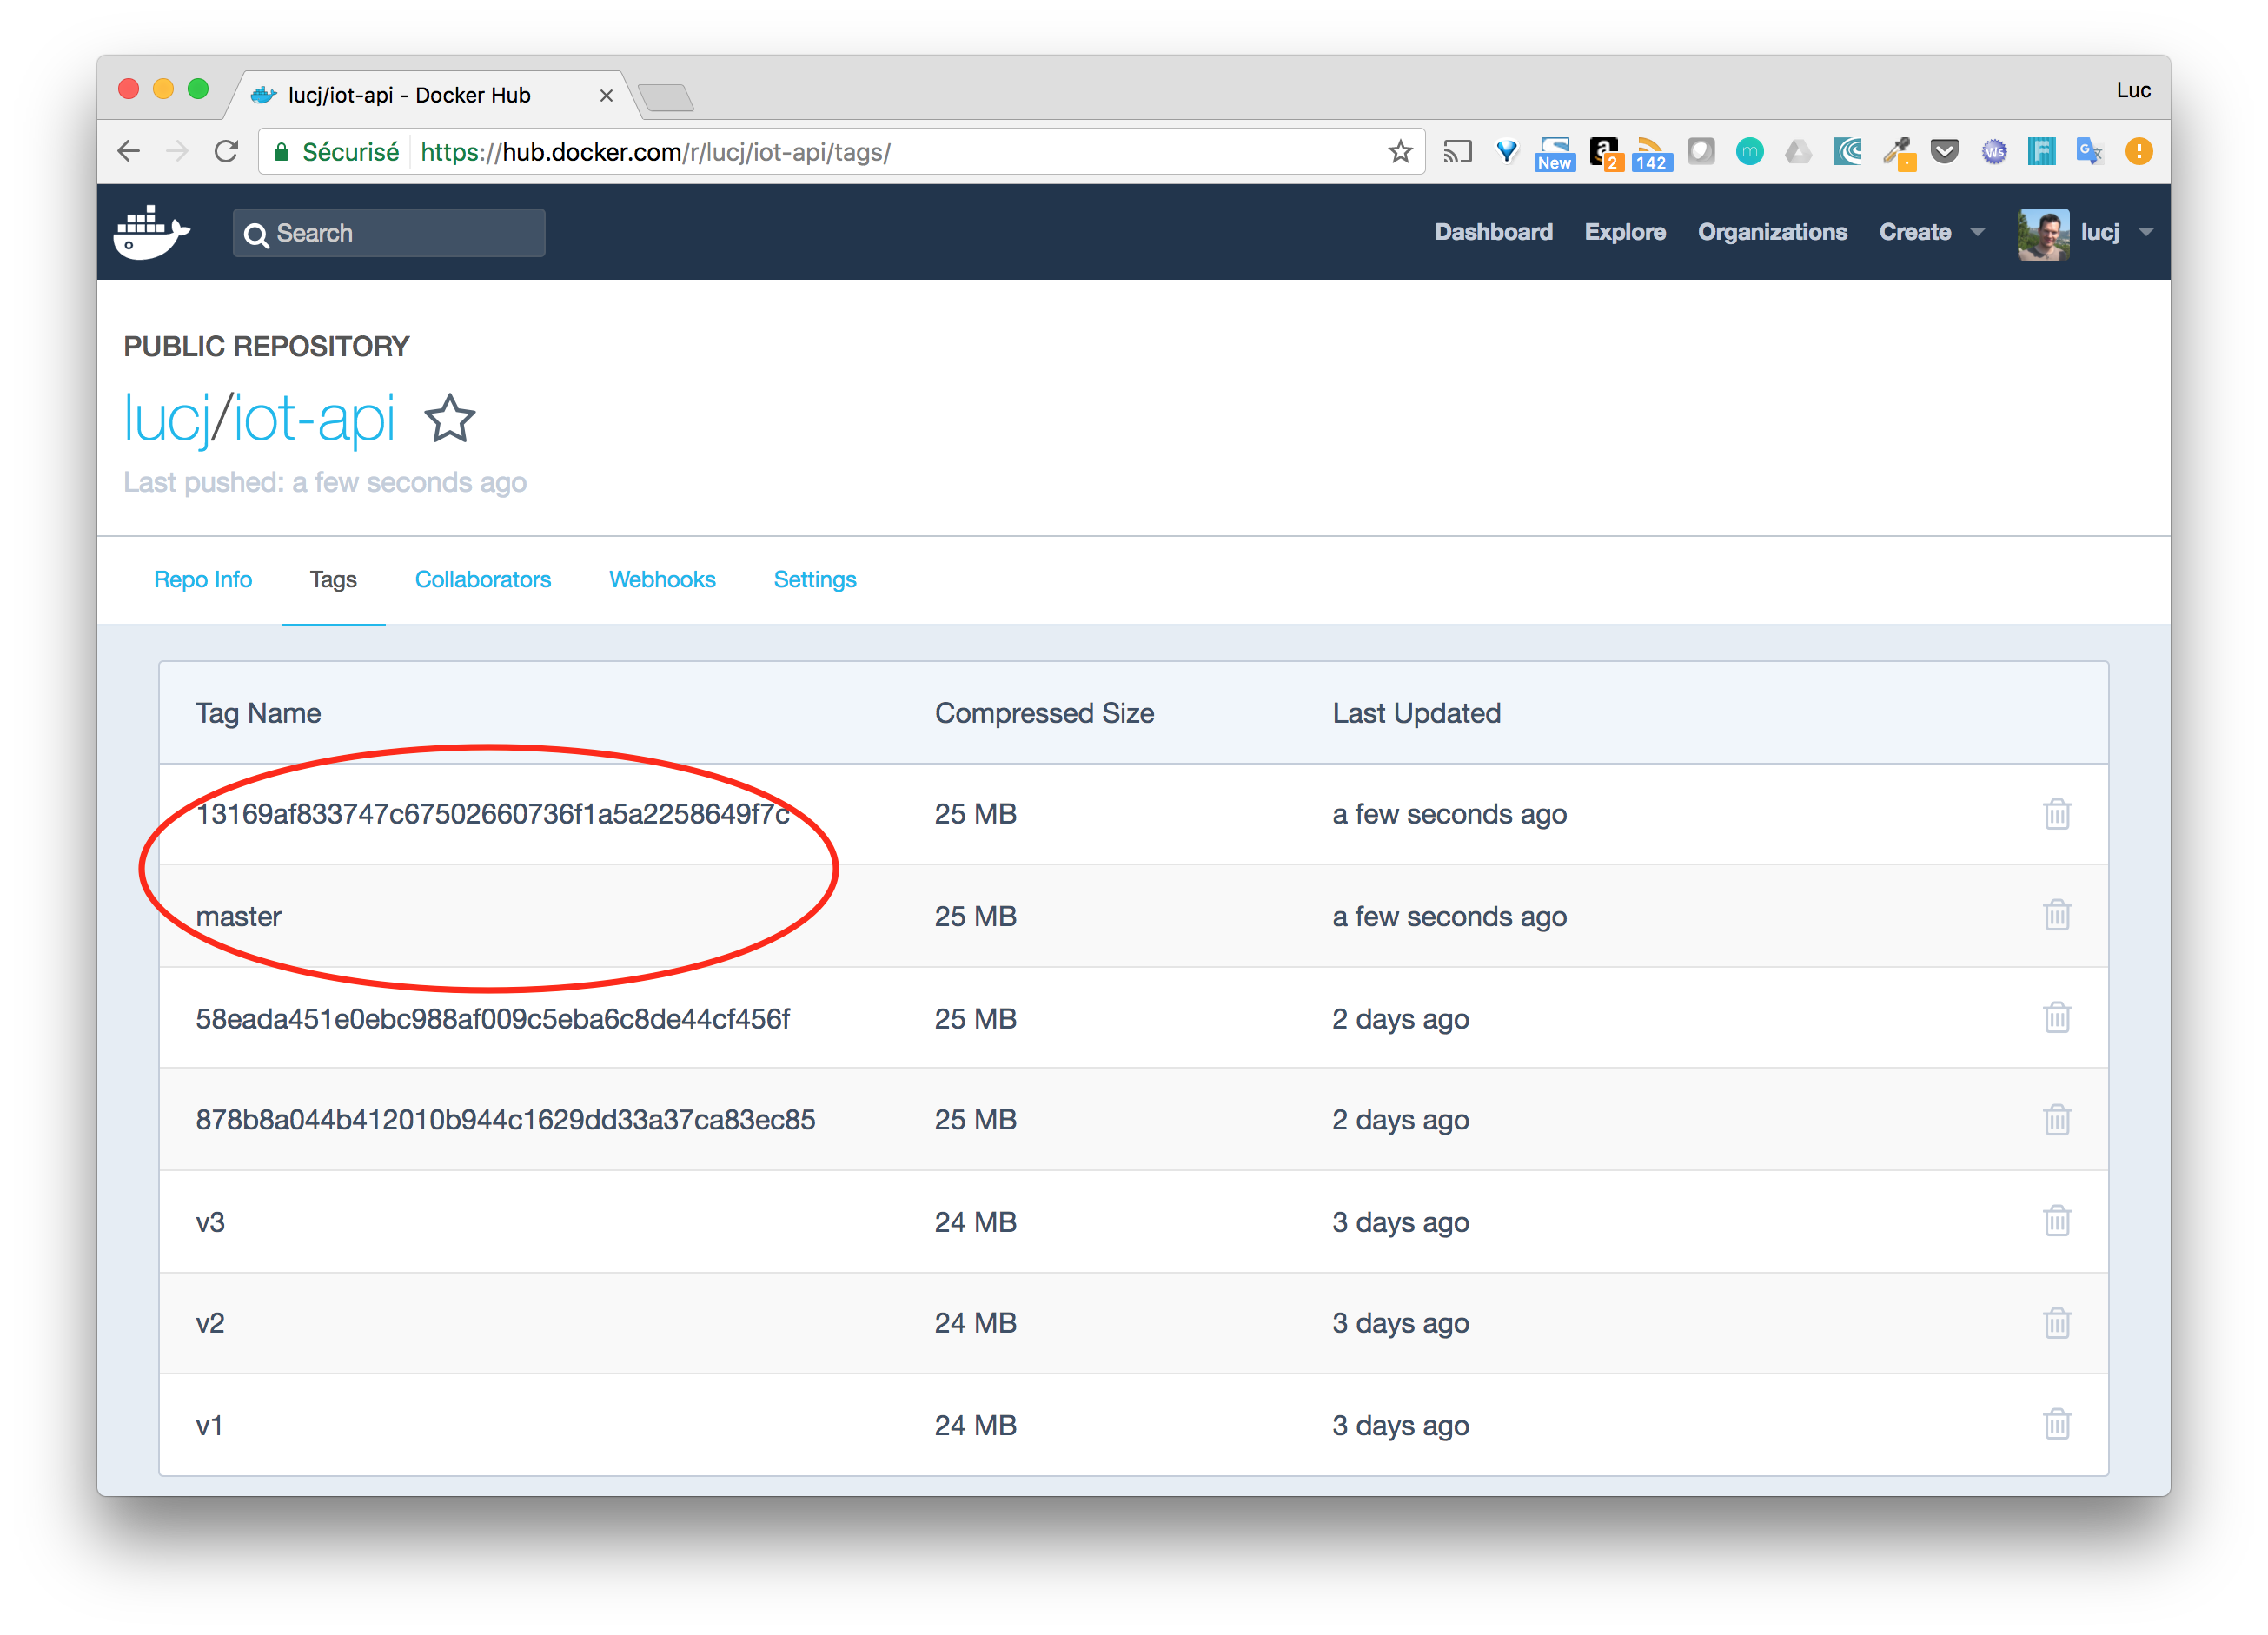 lucj/iot-api - Docker Hub
Luc
Sécurisé https://hub.docker.com/r/lucj/iot-api/tags/
New 2 142 m Ws
Search Dashboard Explore Organizations Create lucj
PUBLIC REPOSITORY
lucj/iot-api
Last pushed: a few seconds ago
Repo Info Tags Collaborators Webhooks Settings
Tag Name Compressed Size Last Updated
13169af833747c67502660736f1a5a2258649f7c 25 MB a few seconds ago
master 25 MB a few seconds ago
58eada451e0ebc988af009c5eba6c8de44cf456f 25 MB 2 days ago
878b8a044b412010b944c1629dd33a37ca83ec85 25 MB 2 days ago
v3 24 MB 3 days ago
v2 24 MB 3 days ago
v1 24 MB 3 days ago